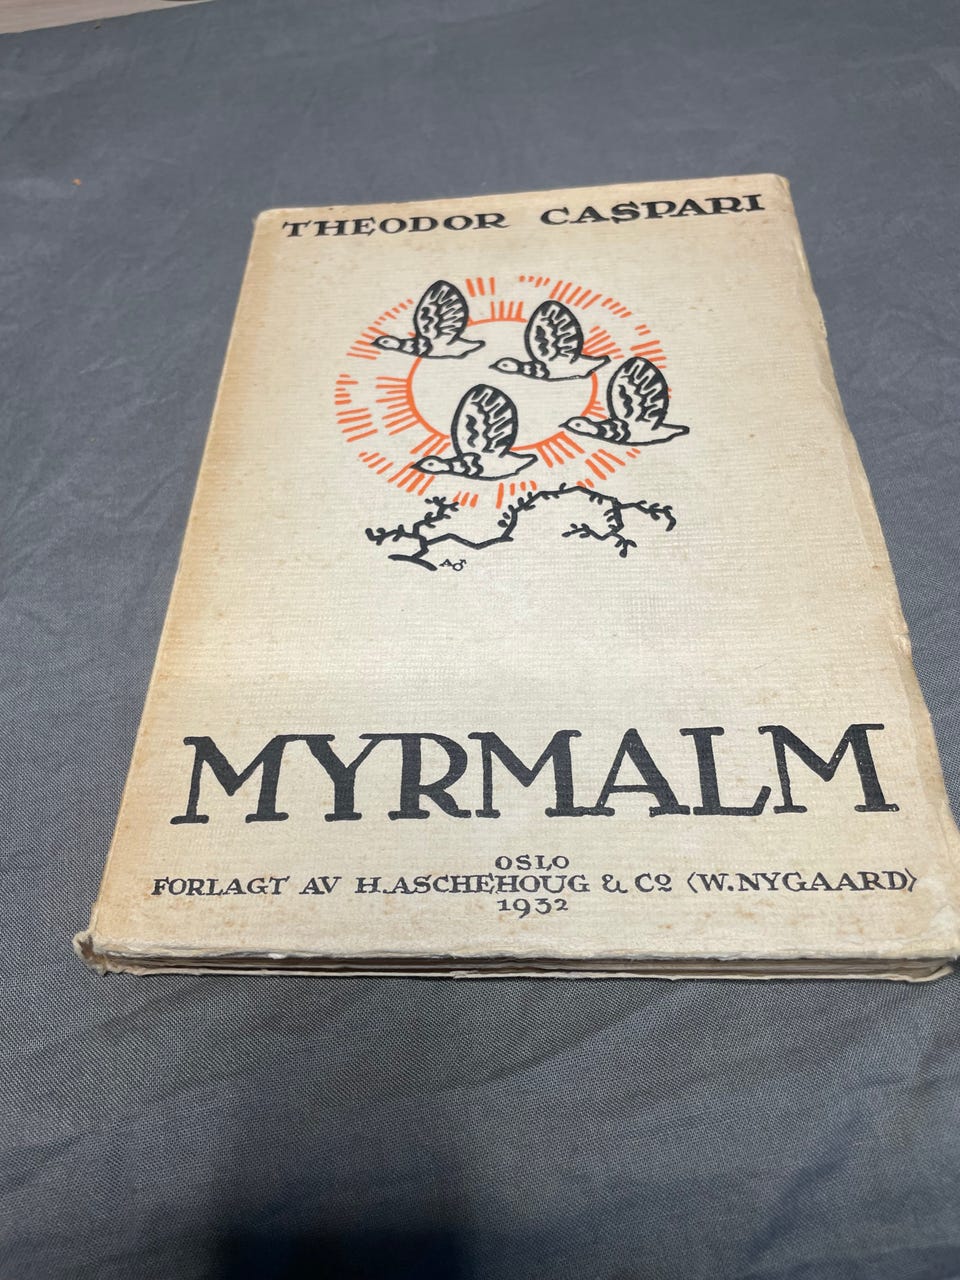 THEODOR CASPARI
MYRMALM
OSLO
FORLAGT AV H. ASCHEHOUG & Cº (W. NYGAARD)
1932